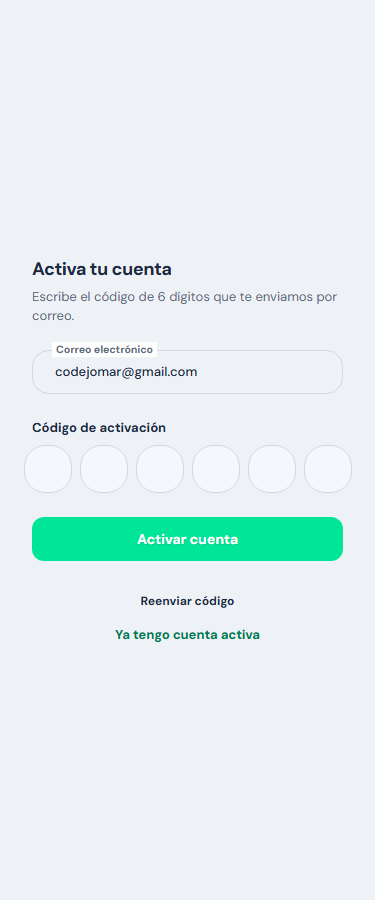 Activa tu cuenta
Escribe el código de 6 dígitos que te enviamos por
correo.
Correo electrónico
codejomar@gmail.com
Código de activación
Activar cuenta
Reenviar código
Ya tengo cuenta activa